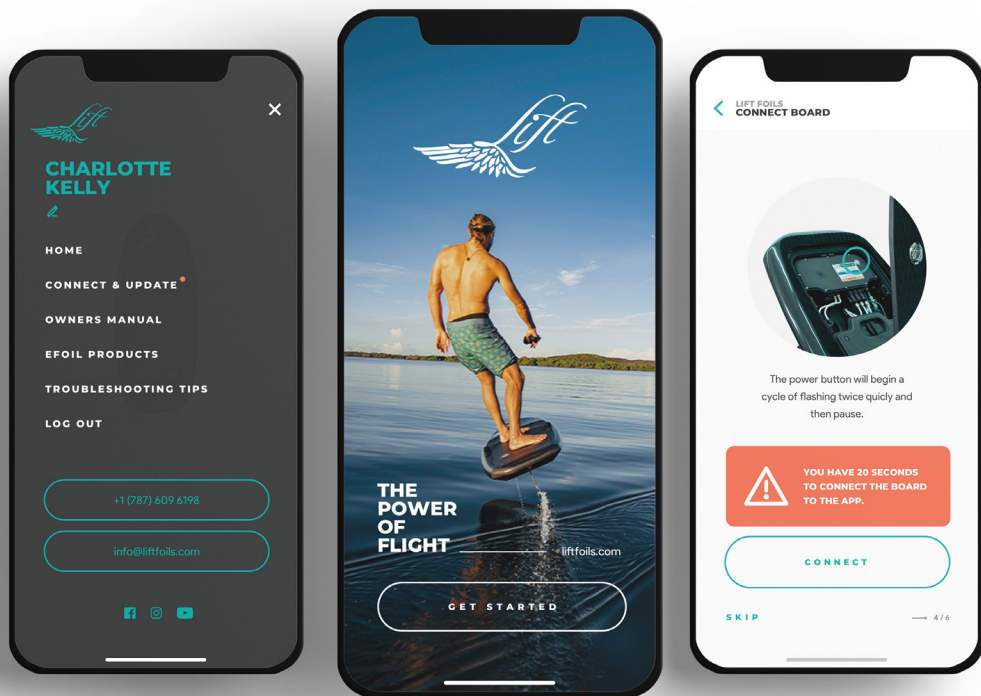 lift
CHARLOTTE
KELLY
HOME
CONNECT & UPDATE
OWNERS MANUAL
EFOIL PRODUCTS
TROUBLESHOOTING TIPS
LOG OUT
+1 (787) 609 6198
info@liftfoils.com
lift
THE
POWER
OF
FLIGHT
liftfoils.com
GET STARTED
LIFT FOILS
CONNECT BOARD
The power button will begin a
cycle of flashing twice quickly and
then pause.
YOU HAVE 20 SECONDS
TO CONNECT THE BOARD
TO THE APP.
CONNECT
SKIP
4/6